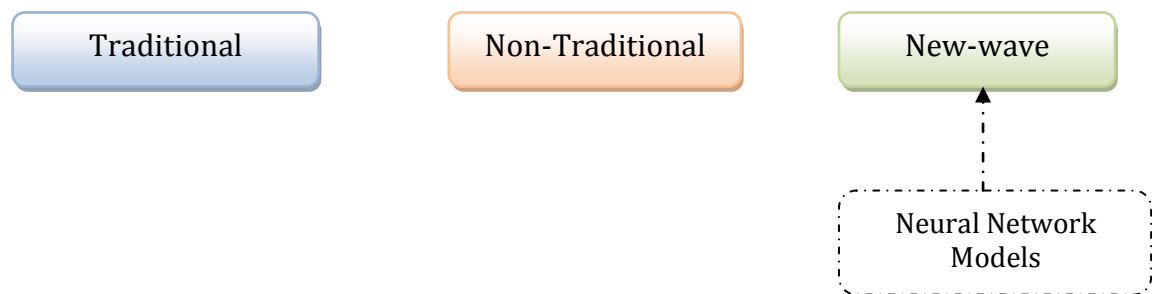 Traditional
Non-Traditional
New-wave
Neural Network
Models